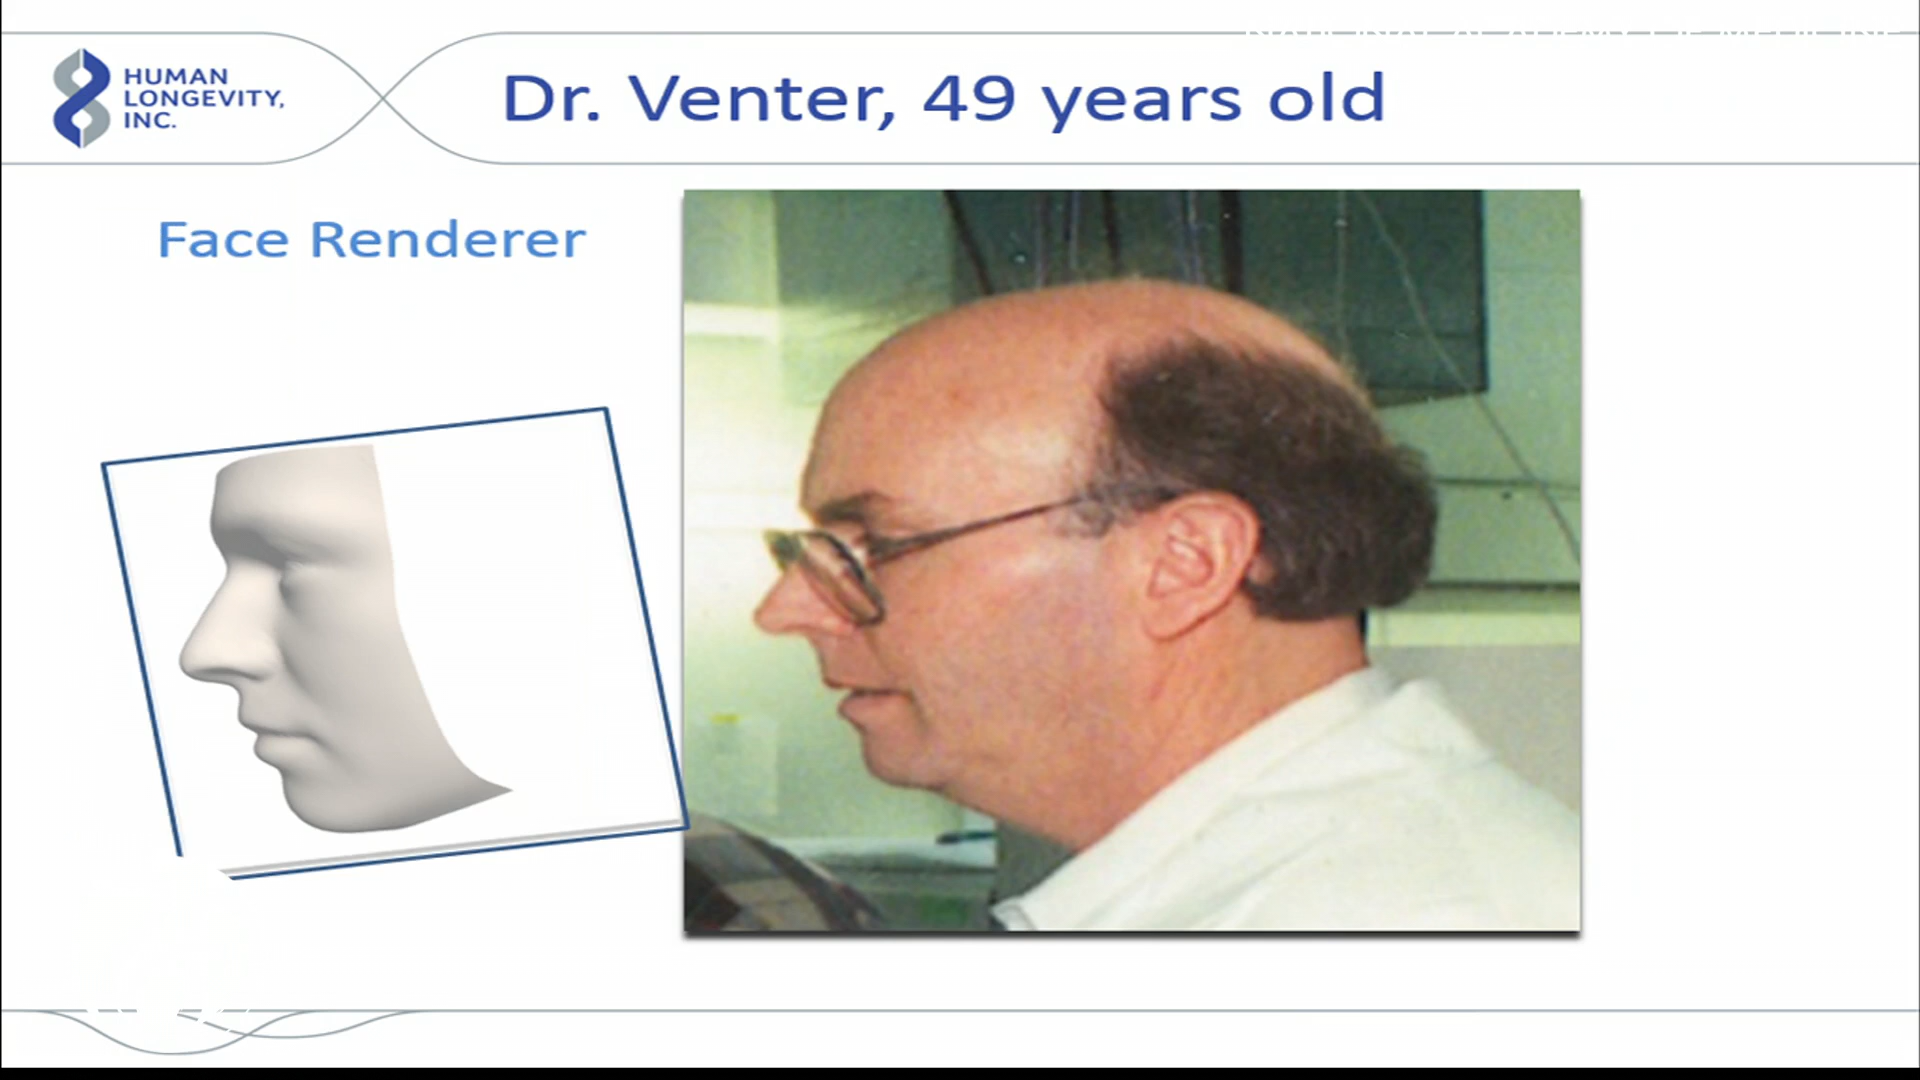 HUMAN
LONGEVITY,
INC.
Dr. Venter, 49 years old
Face Renderer